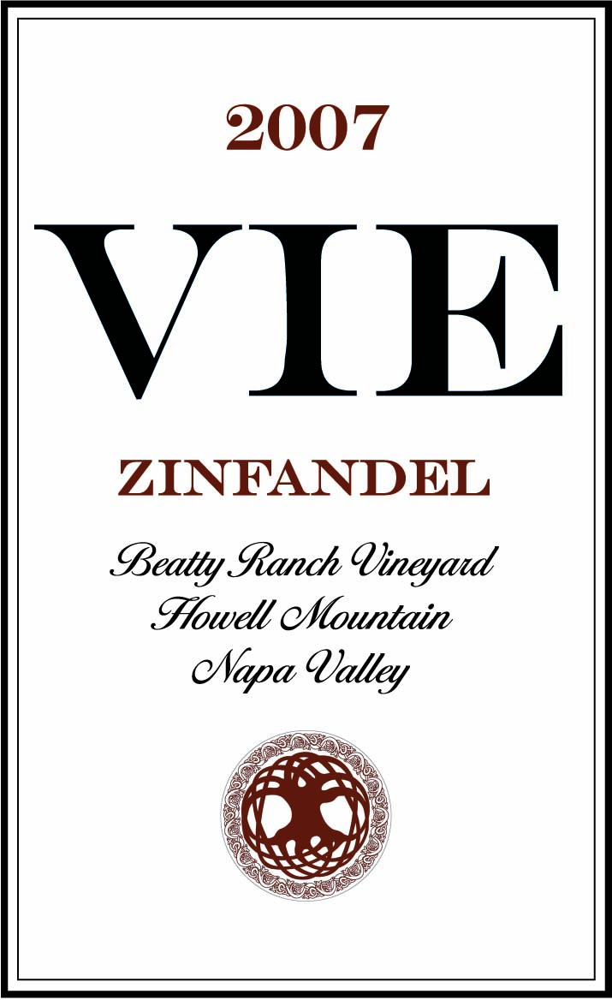 2007
VIE
ZINFANDEL
Beatty Ranch Vineyard
Howell Mountain
Napa Valley